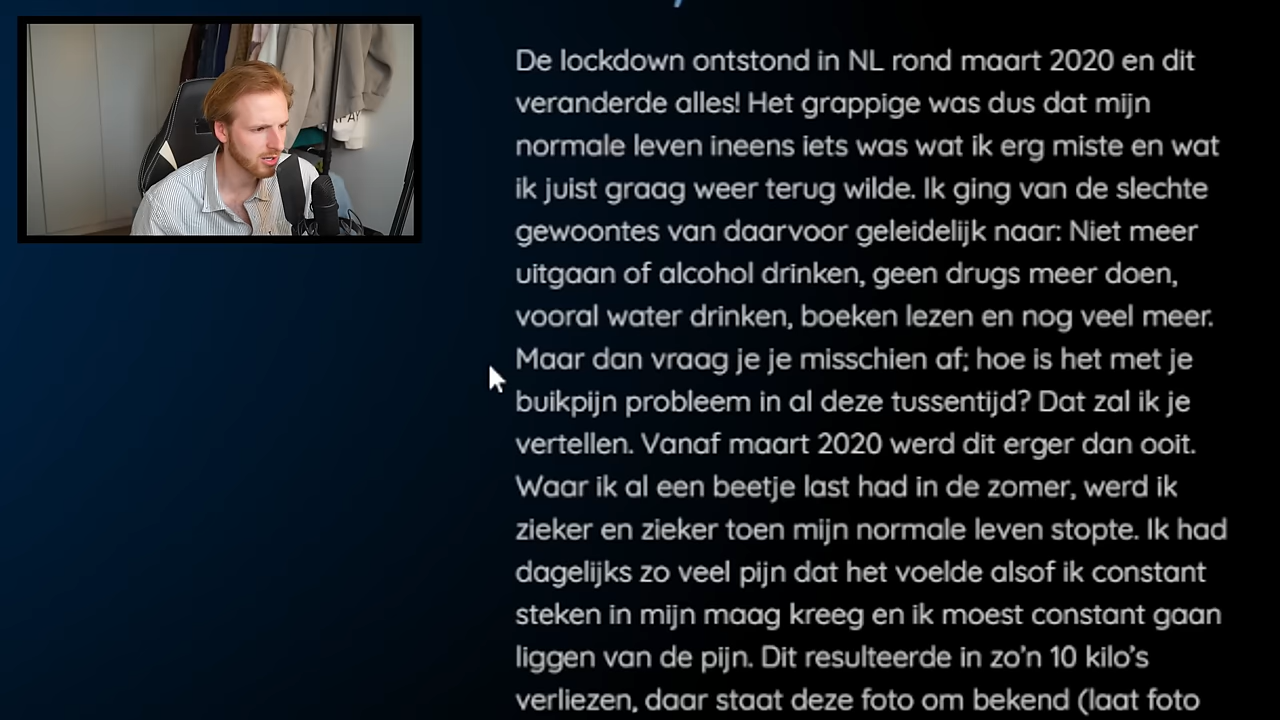 De lockdown ontstond in NL rond maart 2020 en dit
veranderde alles! Het grappige was dus dat mijn
normale leven ineens iets was wat ik erg miste en wat
ik juist graag weer terug wilde. Ik ging van de slechte
gewoontes van daarvoor geleidelijk naar: Niet meer
uitgaan of alcohol drinken, geen drugs meer doen,
vooral water drinken, boeken lezen en nog veel meer.
Maar dan vraag je je misschien af; hoe is het met je
buikpijn probleem in al deze tussentijd? Dat zal ik je
vertellen. Vanaf maart 2020 werd dit erger dan ooit.
Waar ik al een beetje last had in de zomer, werd ik
zieker en zieker toen mijn normale leven stopte. Ik had
dagelijks zo veel pijn dat het voelde alsof ik constant
steken in mijn maag kreeg en ik moest constant gaan
liggen van de pijn. Dit resulteerde in zo’n 10 kilo’s
verliezen, daar staat deze foto om bekend (laat foto